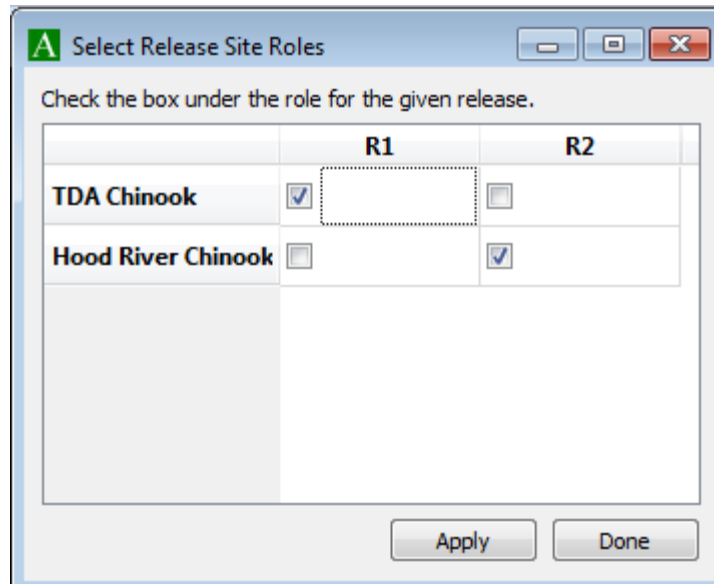 A Select Release Site Roles
Check the box under the role for the given release.
R1 R2
TDA Chinook
Hood River Chinook
Apply Done